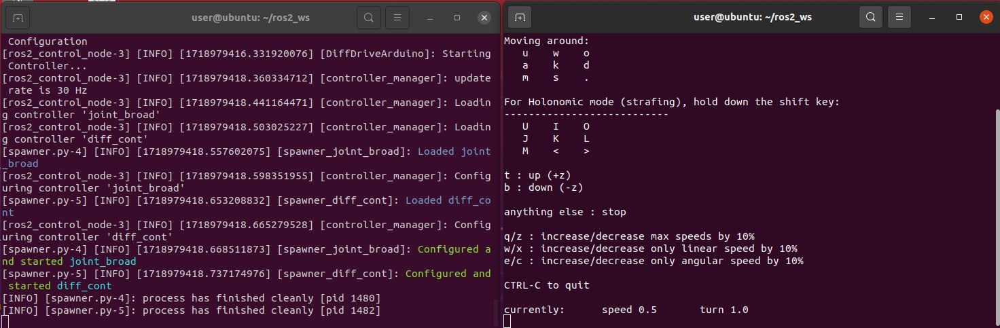 user@ubuntu: ~/ros2_ws
Configuration
[ros2_control_node-3] [INFO] [1718979416.331920076] [DiffDriveArduino]: Starting
Controller...
[ros2_control_node-3] [INFO] [1718979418.360334712] [controller_manager]: update
rate is 30 Hz
[ros2_control_node-3] [INFO] [1718979418.441164471] [controller_manager]: Loadin
g controller 'joint_broad'
[ros2_control_node-3] [INFO] [1718979418.503025227] [controller_manager]: Loadin
g controller 'diff_cont'
[spawner.py-4] [INFO] [1718979418.557602075] [spawner_joint_broad]: Loaded joint
_broad
[ros2_control_node-3] [INFO] [1718979418.598351955] [controller_manager]: Config
uring controller 'joint_broad'
[spawner.py-5] [INFO] [1718979418.653208832] [spawner_diff_cont]: Loaded diff_co
nt
[ros2_control_node-3] [INFO] [1718979418.665279528] [controller_manager]: Config
uring controller 'diff_cont'
[spawner.py-4] [INFO] [1718979418.668511873] [spawner_joint_broad]: Configured a
nd started joint_broad
[spawner.py-5] [INFO] [1718979418.737174976] [spawner_diff_cont]: Configured and
started diff_cont
[INFO] [spawner.py-4]: process has finished cleanly [pid 1480]
[INFO] [spawner.py-5]: process has finished cleanly [pid 1482]
user@ubuntu: ~/ros2_ws
Moving around:
u w o
a k d
m s .
For Holonomic mode (strafing), hold down the shift key:
---------------------------
U I O
J K L
M < >
t : up (+z)
b : down (-z)
anything else : stop
q/z : increase/decrease max speeds by 10%
w/x : increase/decrease only linear speed by 10%
e/c : increase/decrease only angular speed by 10%
CTRL-C to quit
currently: speed 0.5 turn 1.0